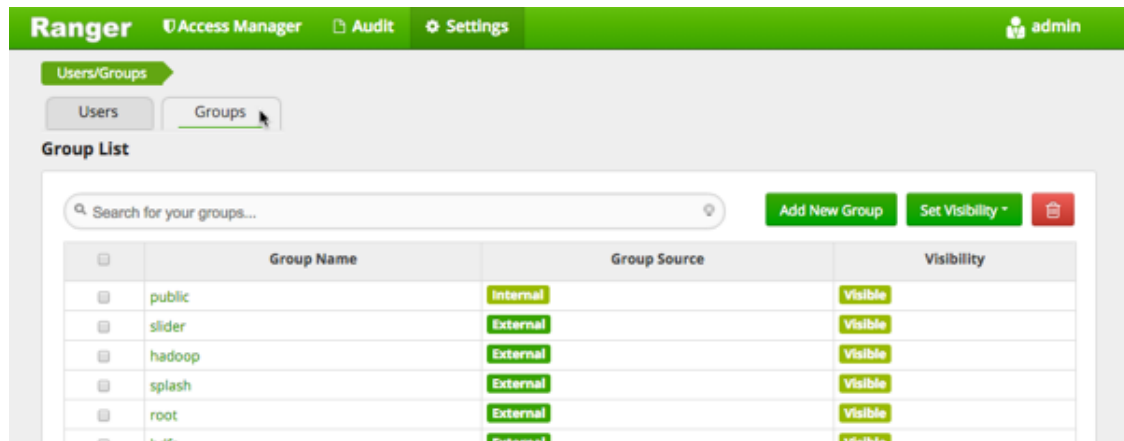 Ranger Access Manager Audit Settings admin
Users/Groups
Users Groups
Group List
Search for your groups... Add New Group Set Visibility
Group Name Group Source Visibility
public Internal Visible
slider External Visible
hadoop External Visible
splash External Visible
root External Visible